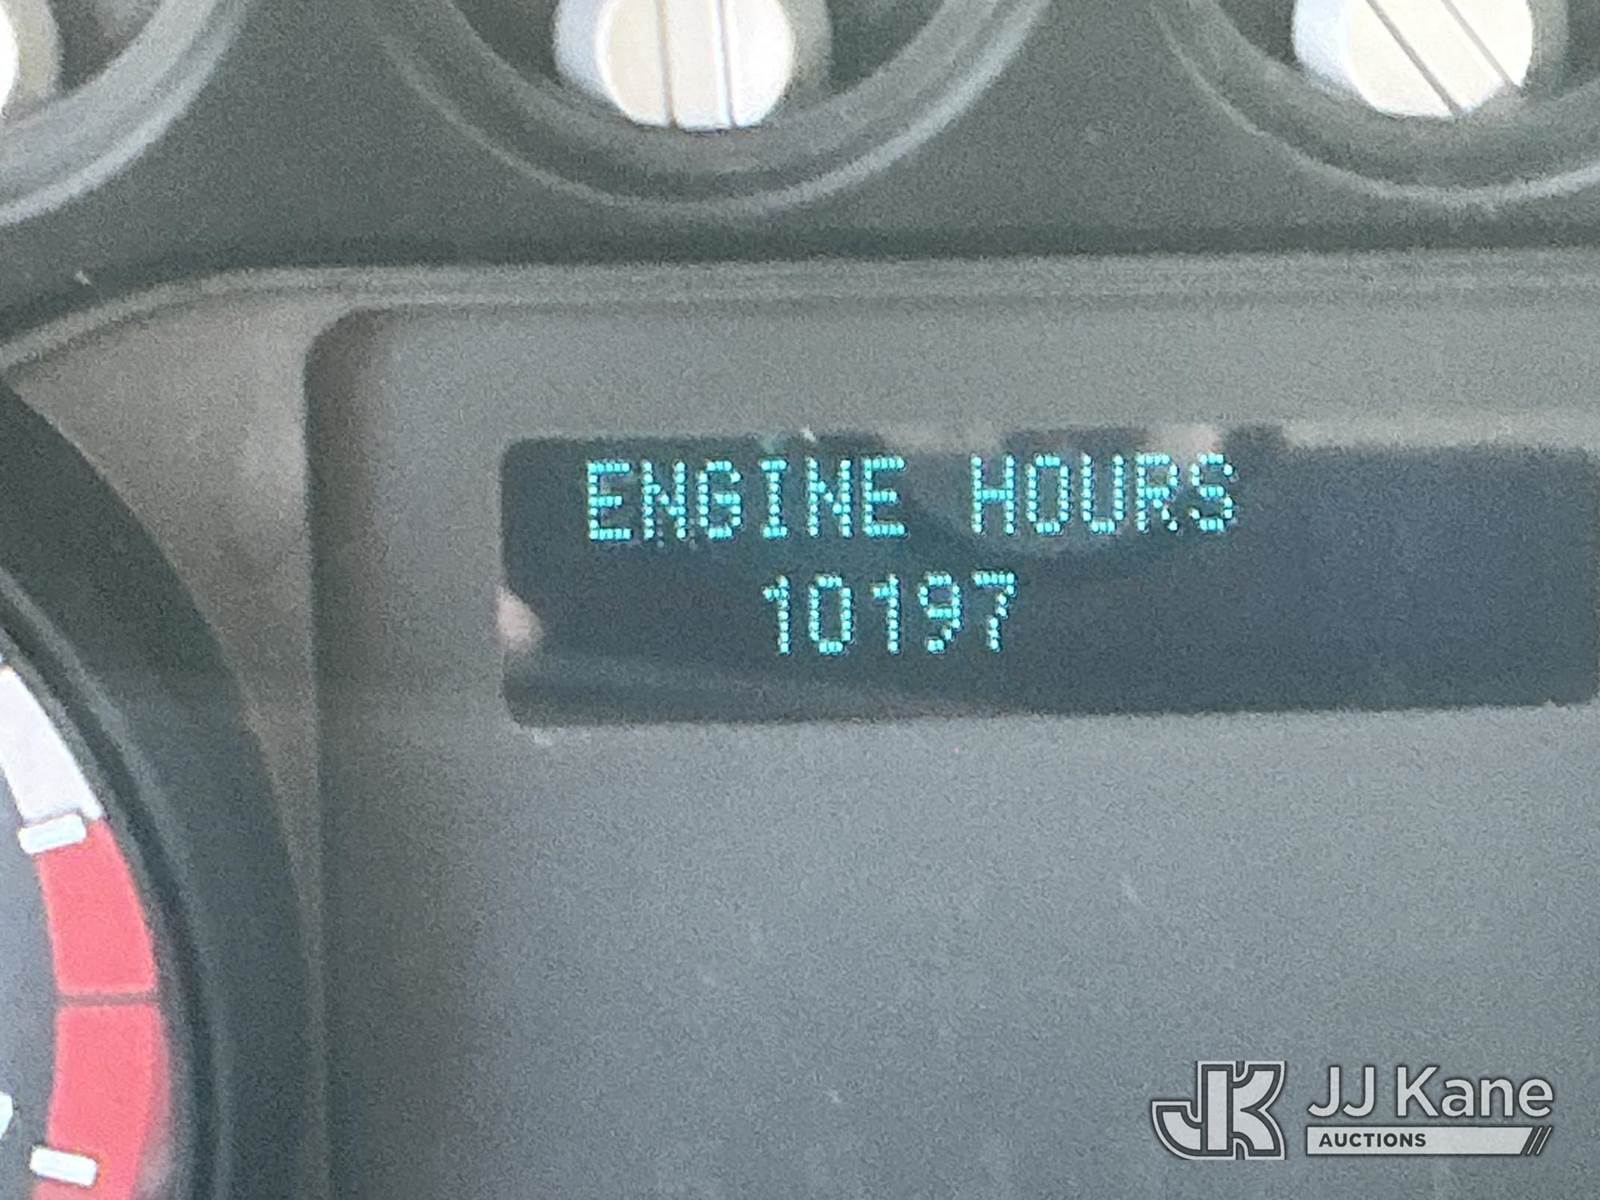 ENGINE HOURS
10197
JJ Kane
AUCTIONS